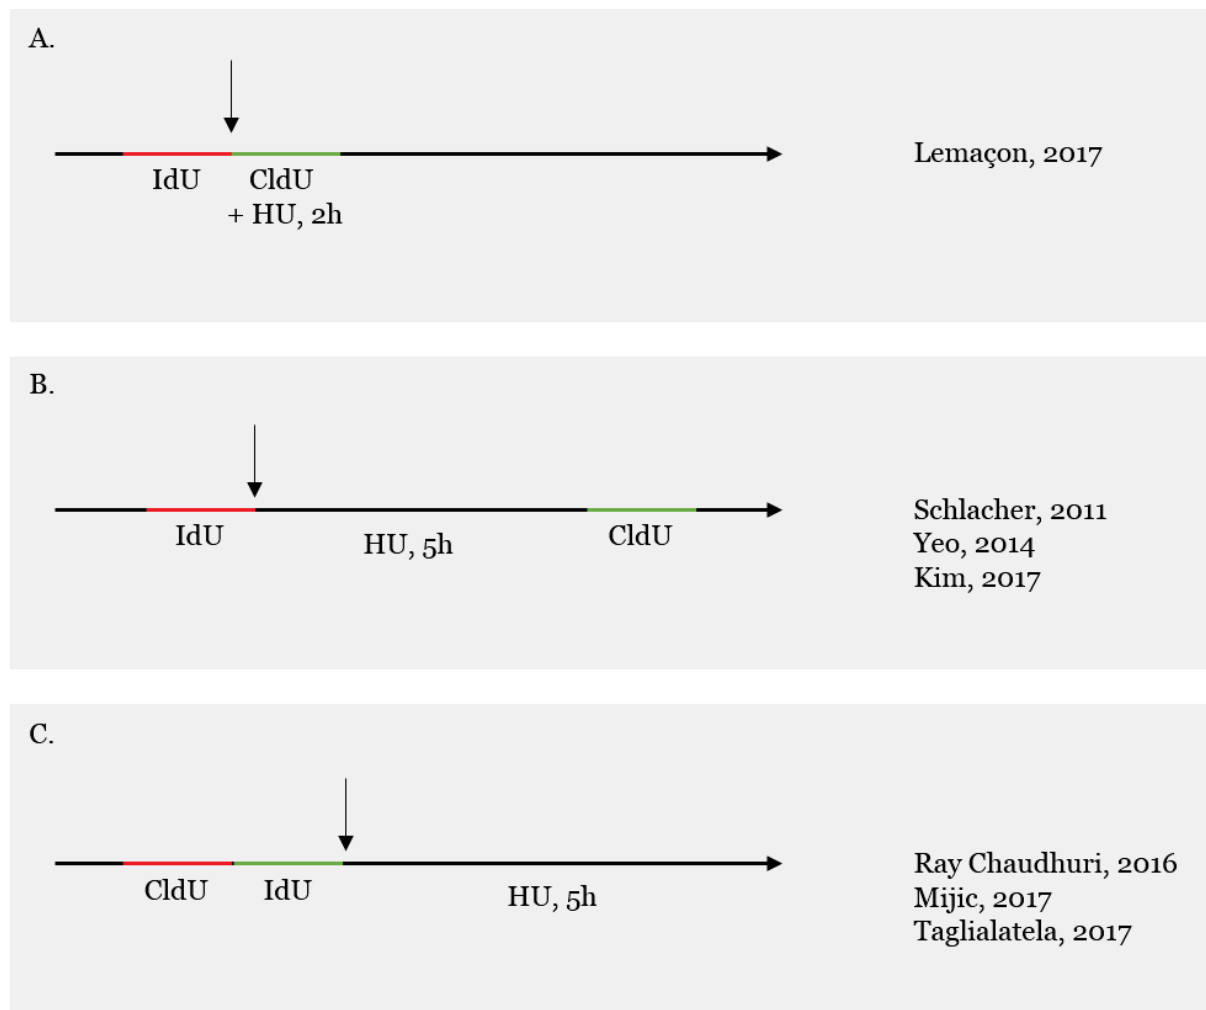 A.
IdU
CldU
+ HU, 2h
Lemaçon, 2017
B.
IdU
HU, 5h
CldU
Schlacher, 2011
Yeo, 2014
Kim, 2017
C.
CldU
IdU
HU, 5h
Ray Chaudhuri, 2016
Mijic, 2017
Taglialatela, 2017